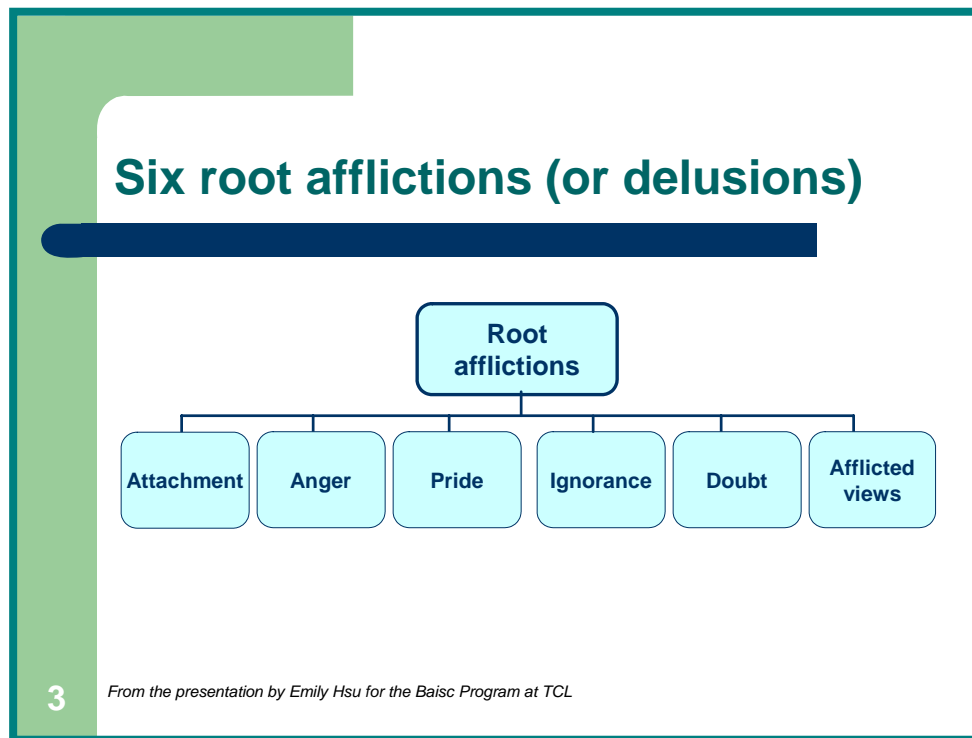 Six root afflictions (or delusions)
Root
afflictions
Attachment
Anger
Pride
Ignorance
Doubt
Afflicted
views
3
From the presentation by Emily Hsu for the Baisc Program at TCL